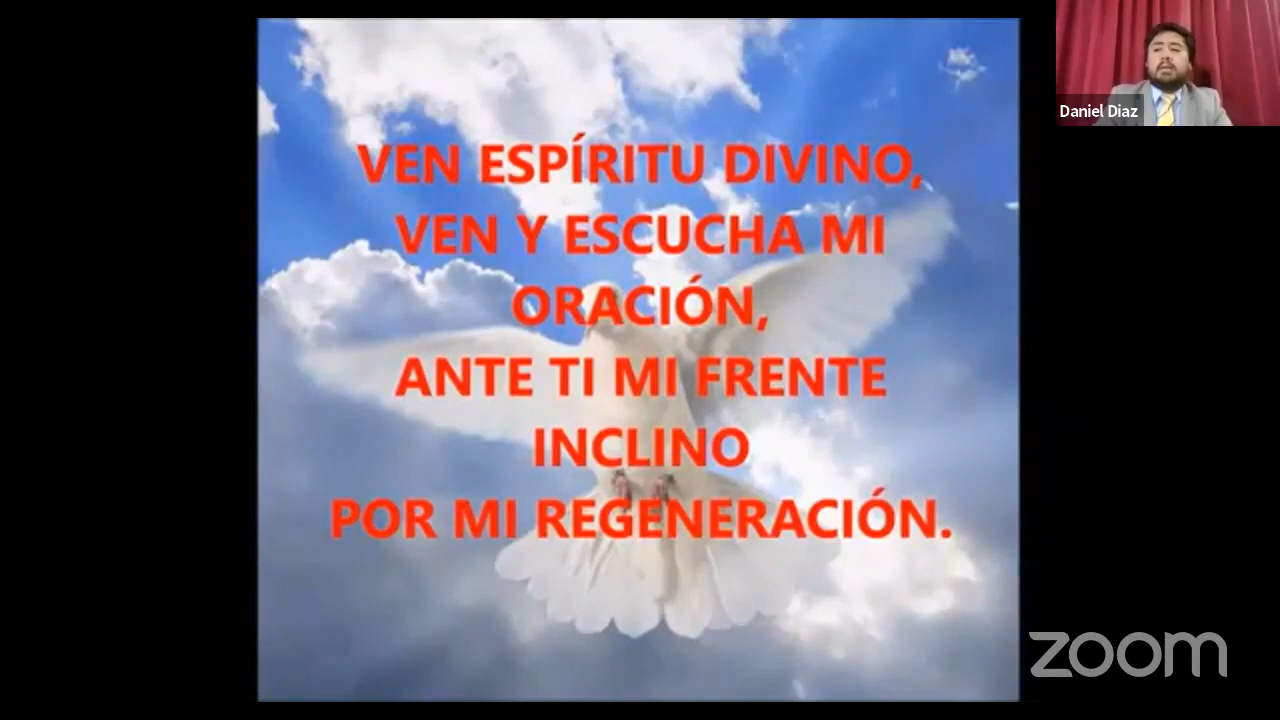 VEN ESPÍRITU DIVINO,
VEN Y ESCUCHA MI
ORACIÓN,
ANTE TI MI FRENTE
INCLINO
POR MI REGENERACIÓN.
Daniel Diaz
zoom